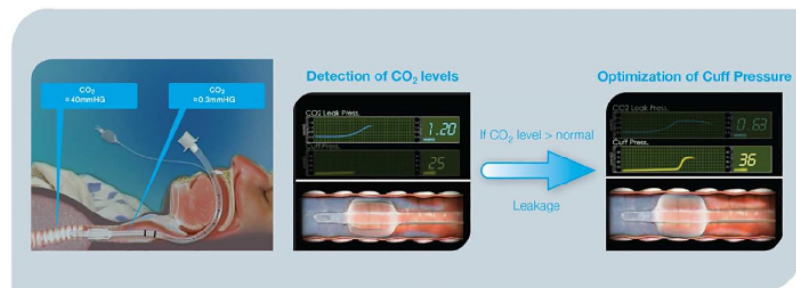 Detection of CO₂ levels
Optimization of Cuff Pressure
CO₂
≈40mmHG
CO₂
≈0.3mmHG
CO2 Leak Press.
1.20
Cuff Press.
25
If CO₂ level > normal
Leakage
CO2 Leak Press.
0.63
Cuff Press.
36